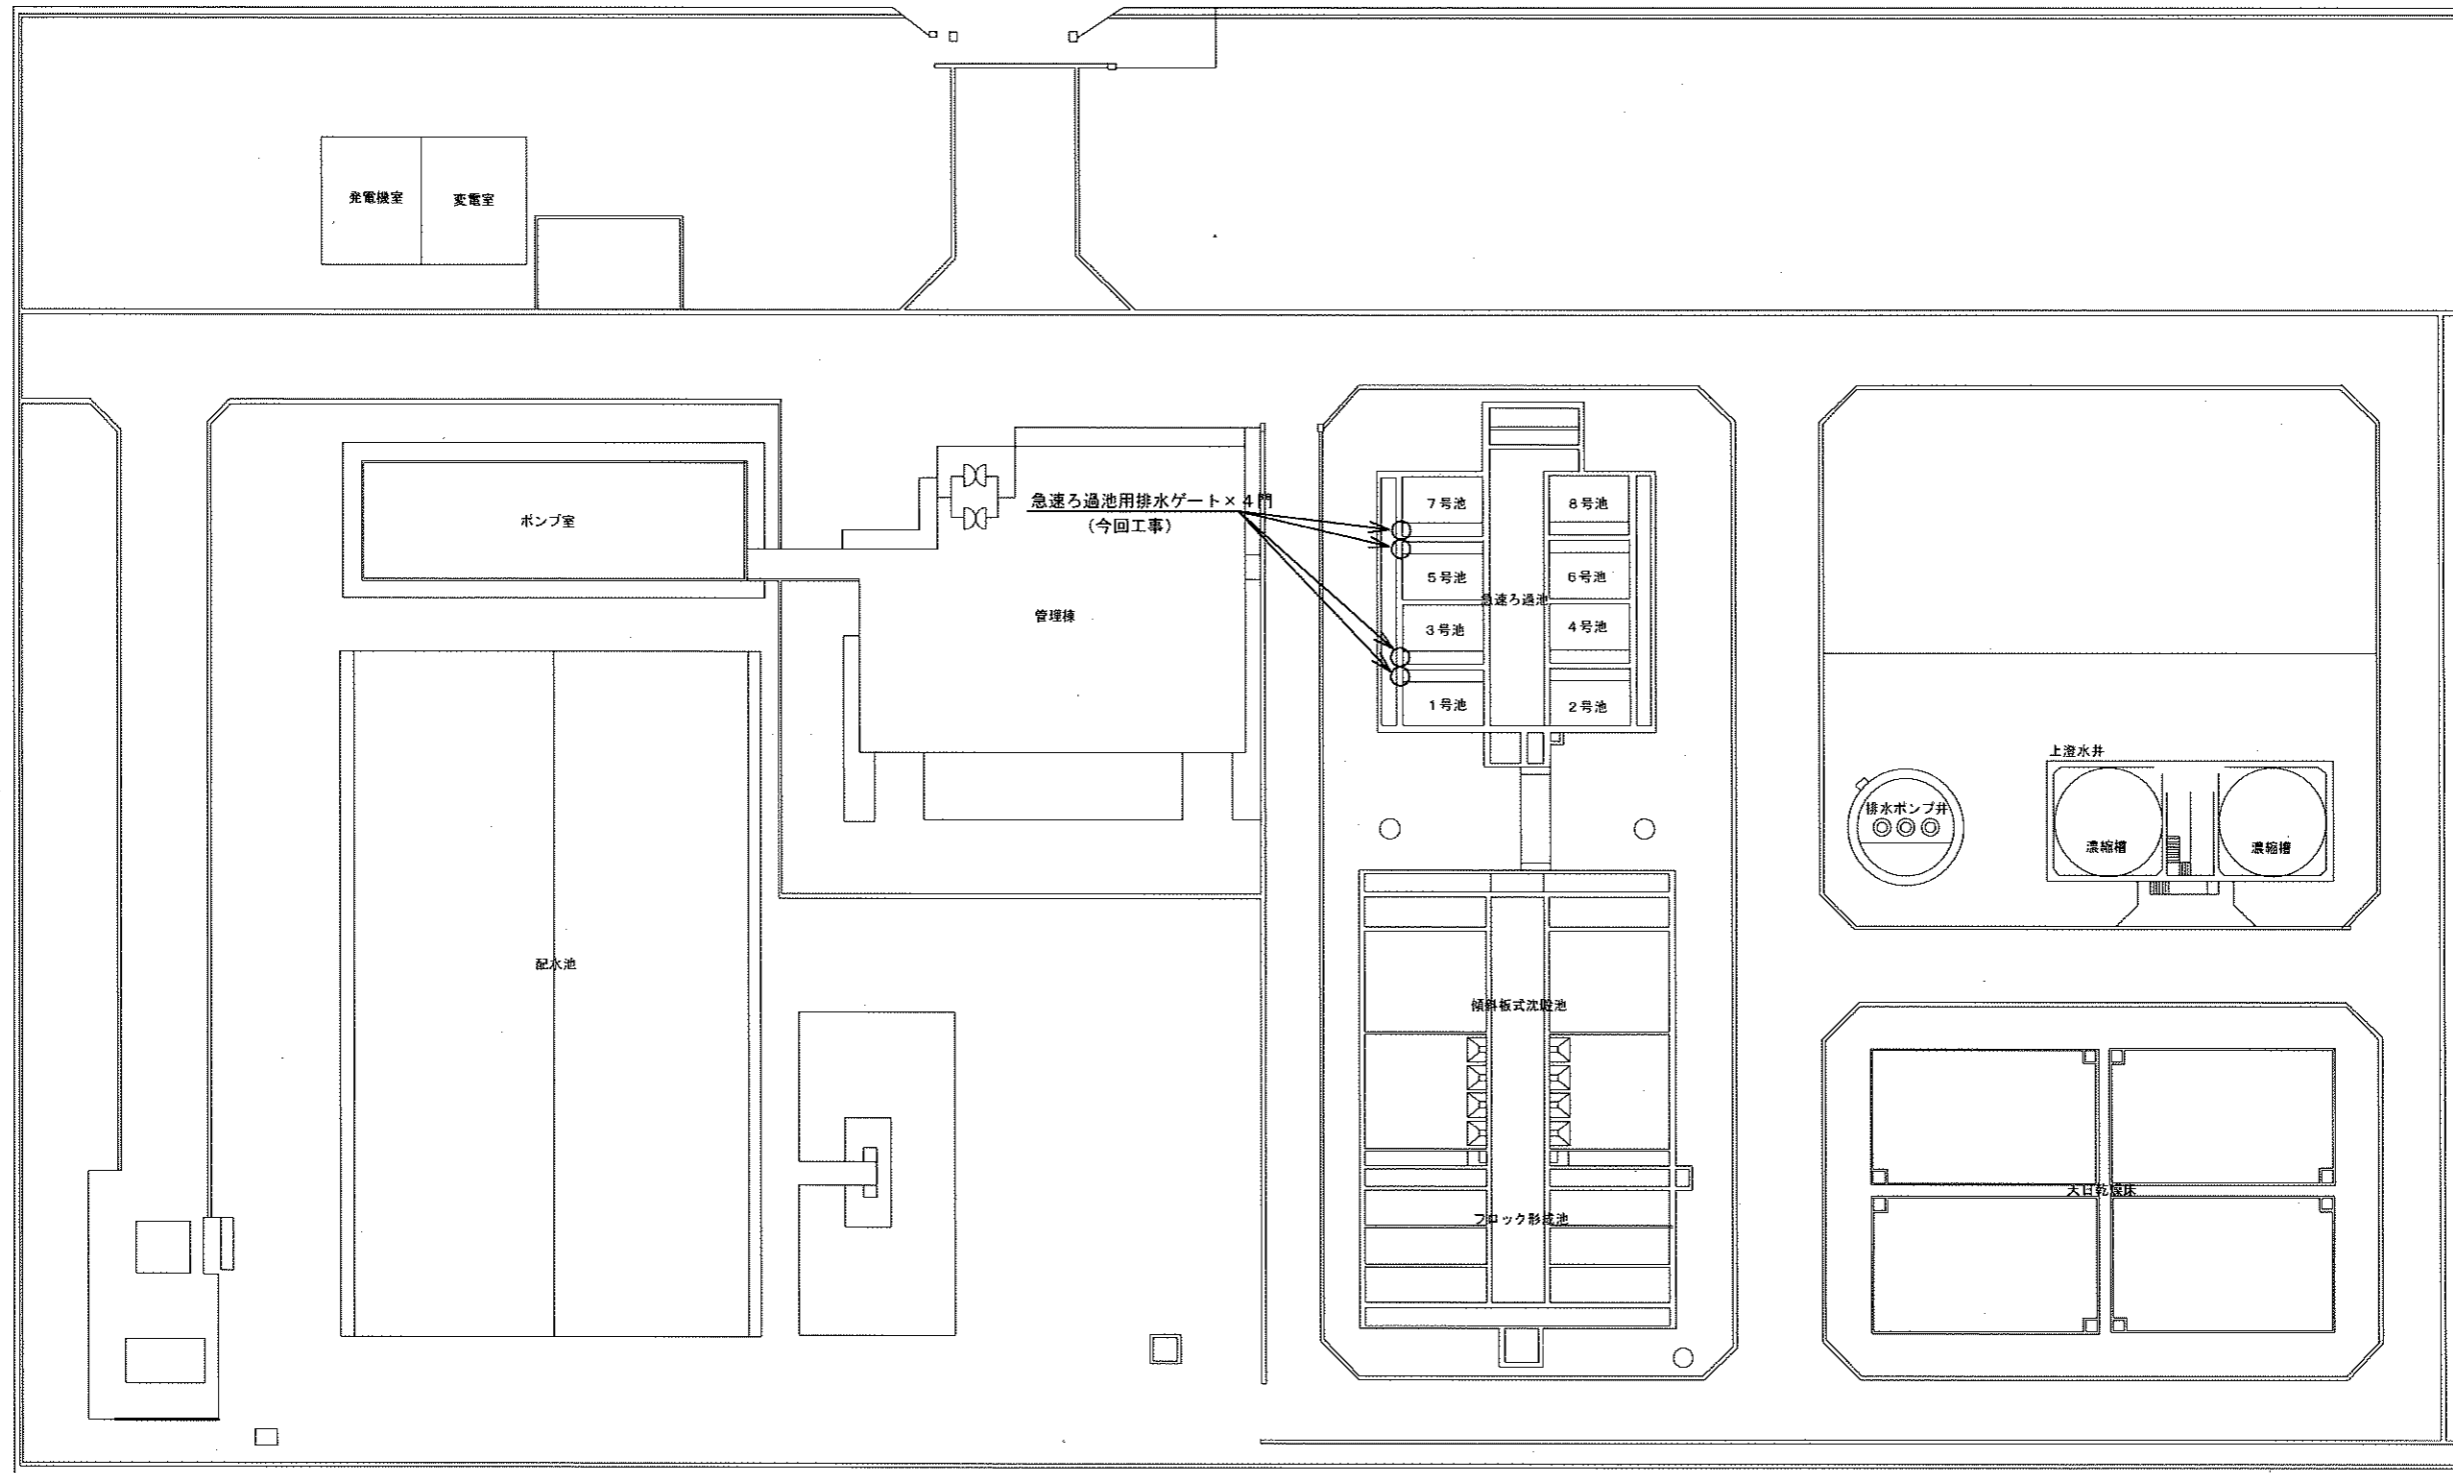 発電機室
変電室
ポンプ室
急速ろ過池用排水ゲート×4門
(今回工事)
管理棟
7号池
8号池
5号池
6号池
急速ろ過池
3号池
4号池
1号池
2号池
上澄水井
排水ポンプ井
濃縮槽
濃縮槽
配水池
傾斜板式沈殿池
フロック形成池
天日乾燥床